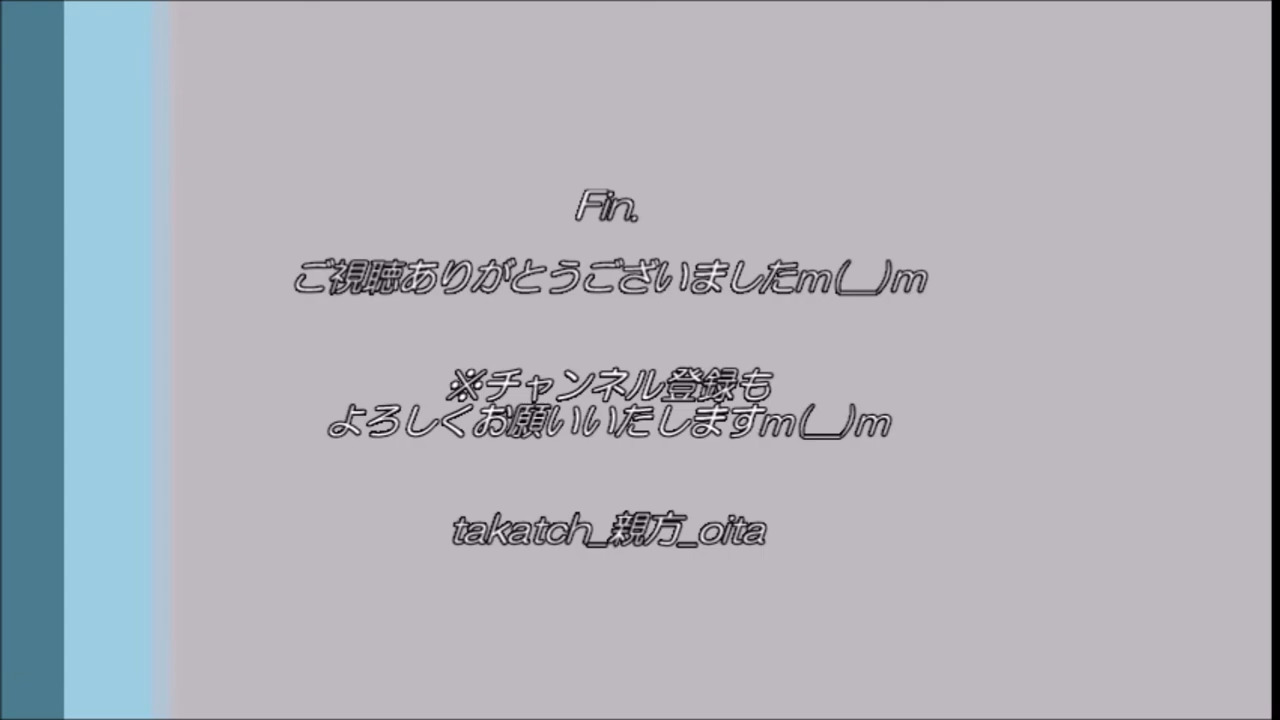 Fin.
ご視聴ありがとうございましたm(__)m
※チャンネル登録も
よろしくお願いいたしますm(__)m
takatch_親方_oita